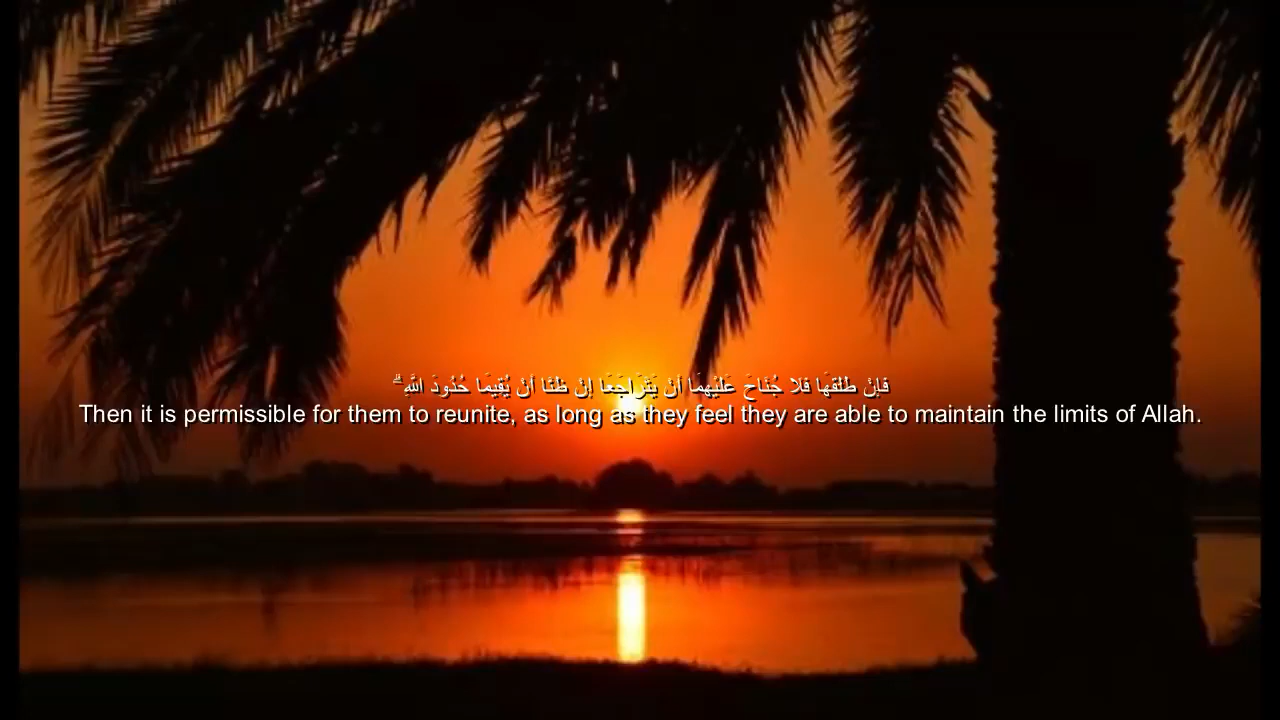 فَإِنْ طَلَّقَهَا فَلَا جُنَاحَ عَلَيْهِمَا أَنْ يَتَرَاجَعَا إِنْ ظَنَّا أَنْ يُقِيمَا حُدُودَ اللَّهِ ۗ
Then it is permissible for them to reunite, as long as they feel they are able to maintain the limits of Allah.